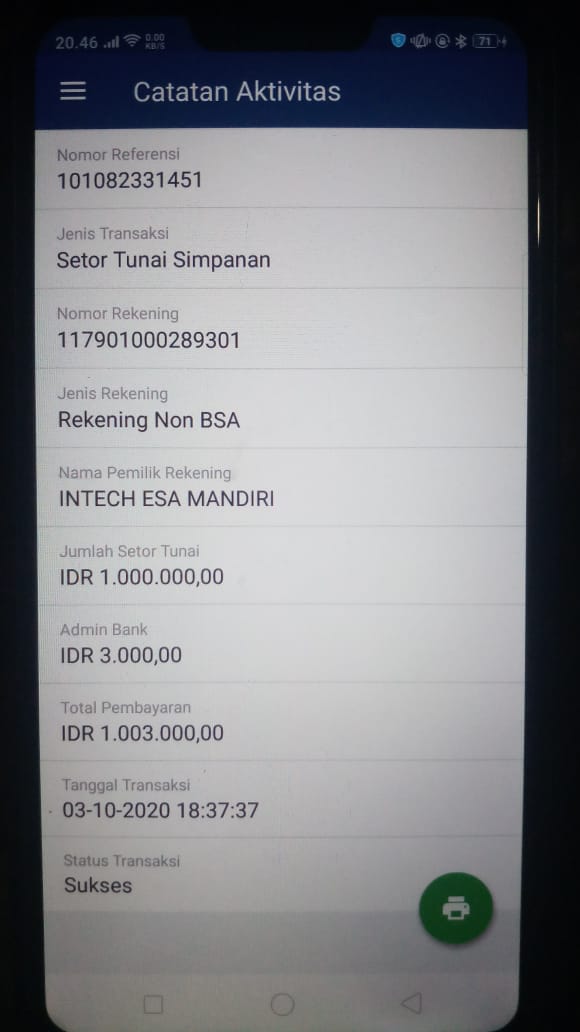 20.46 0.00 KB/S 71
Catatan Aktivitas
Nomor Referensi
101082331451
Jenis Transaksi
Setor Tunai Simpanan
Nomor Rekening
117901000289301
Jenis Rekening
Rekening Non BSA
Nama Pemilik Rekening
INTECH ESA MANDIRI
Jumlah Setor Tunai
IDR 1.000.000,00
Admin Bank
IDR 3.000,00
Total Pembayaran
IDR 1.003.000,00
Tanggal Transaksi
03-10-2020 18:37:37
Status Transaksi
Sukses